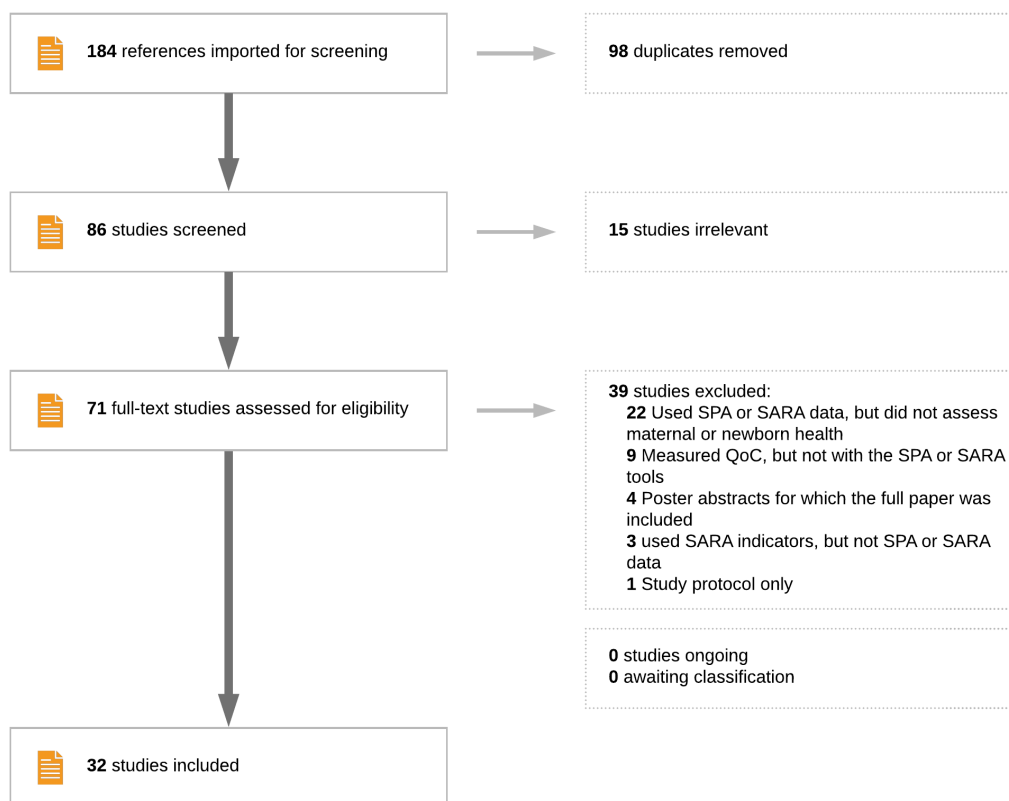 184 references imported for screening
98 duplicates removed
86 studies screened
15 studies irrelevant
71 full-text studies assessed for eligibility
39 studies excluded:
22 Used SPA or SARA data, but did not assess
maternal or newborn health
9 Measured QoC, but not with the SPA or SARA
tools
4 Poster abstracts for which the full paper was
included
3 used SARA indicators, but not SPA or SARA
data
1 Study protocol only
0 studies ongoing
0 awaiting classification
32 studies included